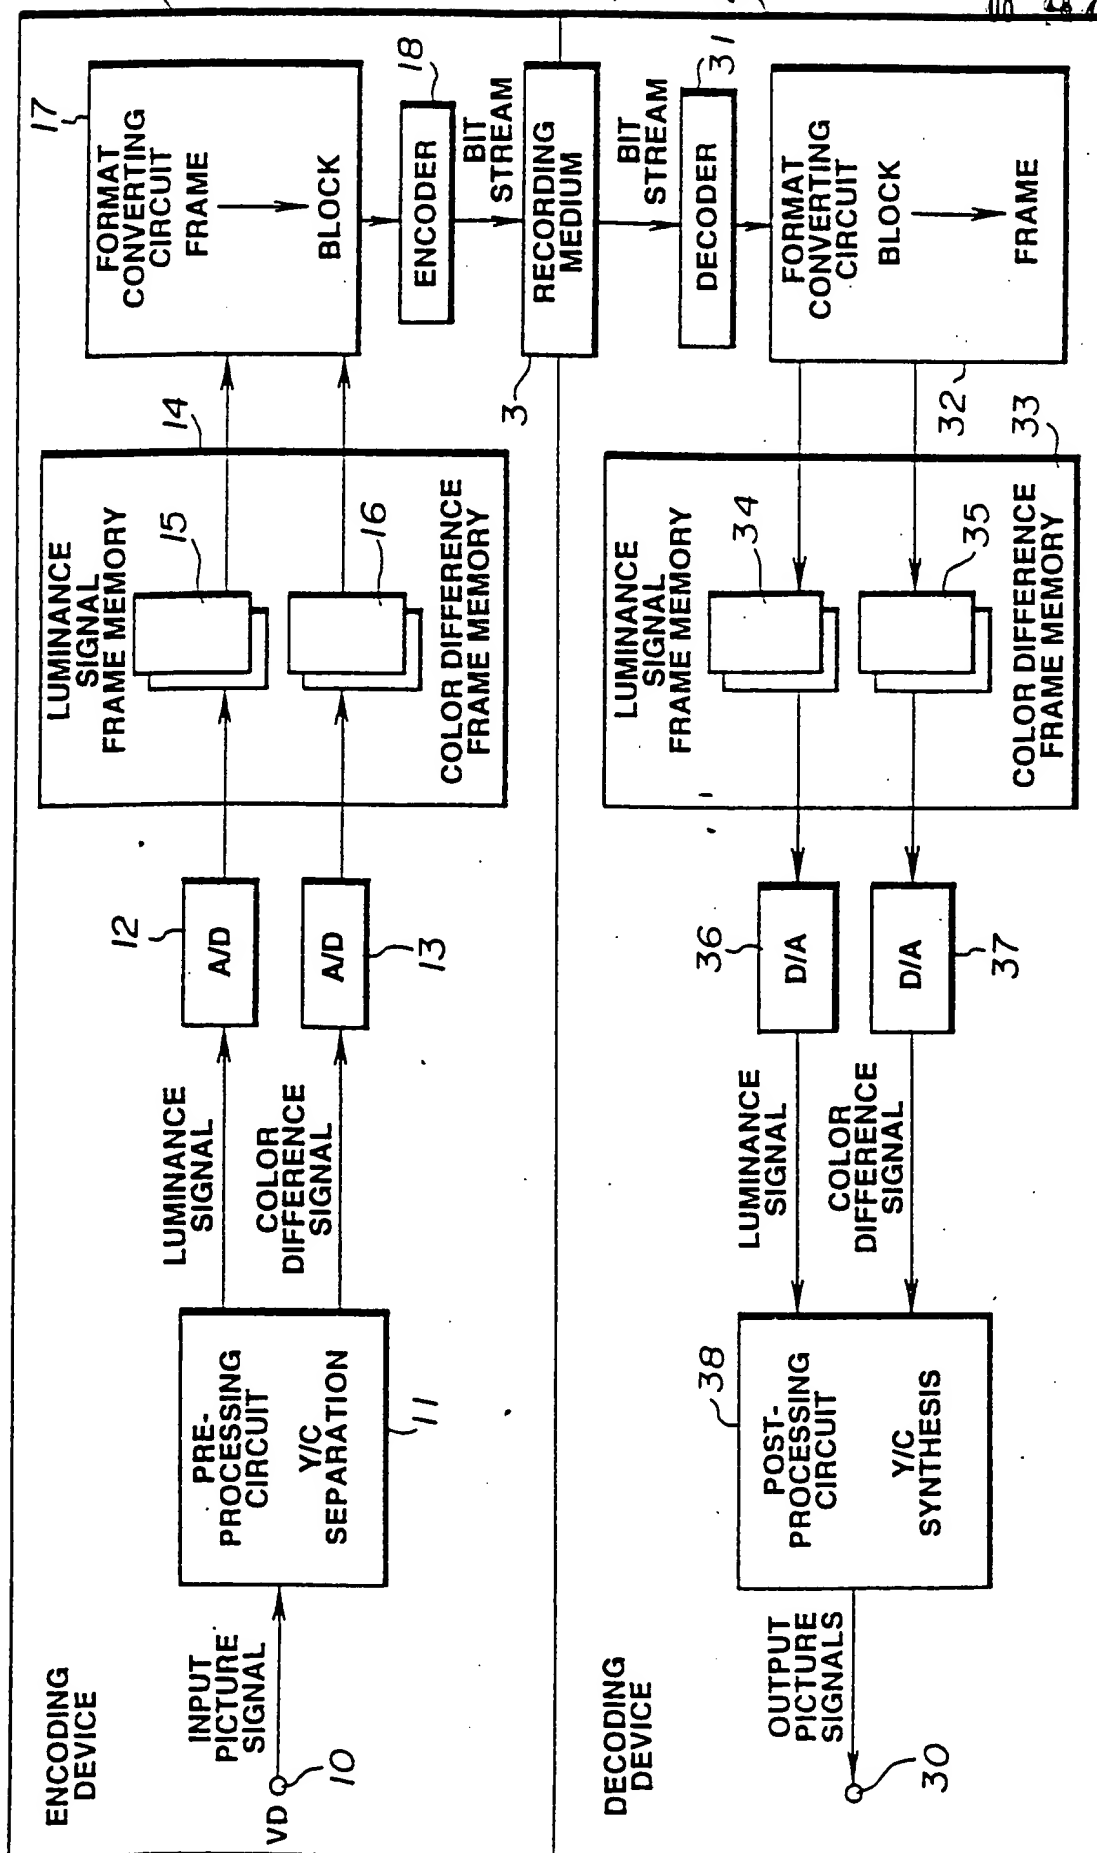 ENCODING
DEVICE
VD
10
INPUT
PICTURE
SIGNAL
PRE-
PROCESSING
CIRCUIT
Y/C
SEPARATION
11
LUMINANCE
SIGNAL
COLOR
DIFFERENCE
SIGNAL
12
A/D
A/D
13
14
LUMINANCE
SIGNAL
FRAME MEMORY
15
16
COLOR DIFFERENCE
FRAME MEMORY
17
FORMAT
CONVERTING
CIRCUIT
FRAME
BLOCK
18
ENCODER
BIT
STREAM
3
RECORDING
MEDIUM
BIT
STREAM
31
DECODER
FORMAT
CONVERTING
CIRCUIT
BLOCK
FRAME
32
33
LUMINANCE
SIGNAL
FRAME MEMORY
34
35
COLOR DIFFERENCE
FRAME MEMORY
36
D/A
D/A
37
LUMINANCE
SIGNAL
COLOR
DIFFERENCE
SIGNAL
38
POST-
PROCESSING
CIRCUIT
Y/C
SYNTHESIS
OUTPUT
PICTURE
SIGNALS
30
DECODING
DEVICE